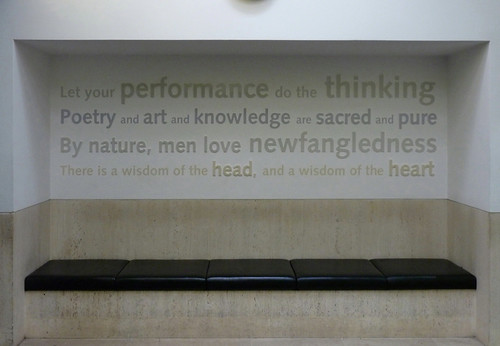 Let your performance do the thinking
Poetry and art and knowledge are sacred and pure
By nature, men love newfangledness
There is a wisdom of the head, and a wisdom of the heart